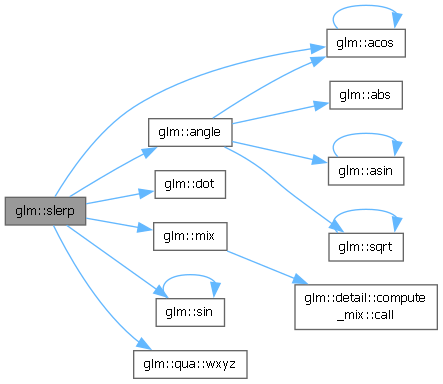 glm::acos
glm::abs
glm::angle
glm::asin
glm::dot
glm::slerp
glm::mix
glm::sqrt
glm::detail::compute
_mix::call
glm::sin
glm::qua::wxyz